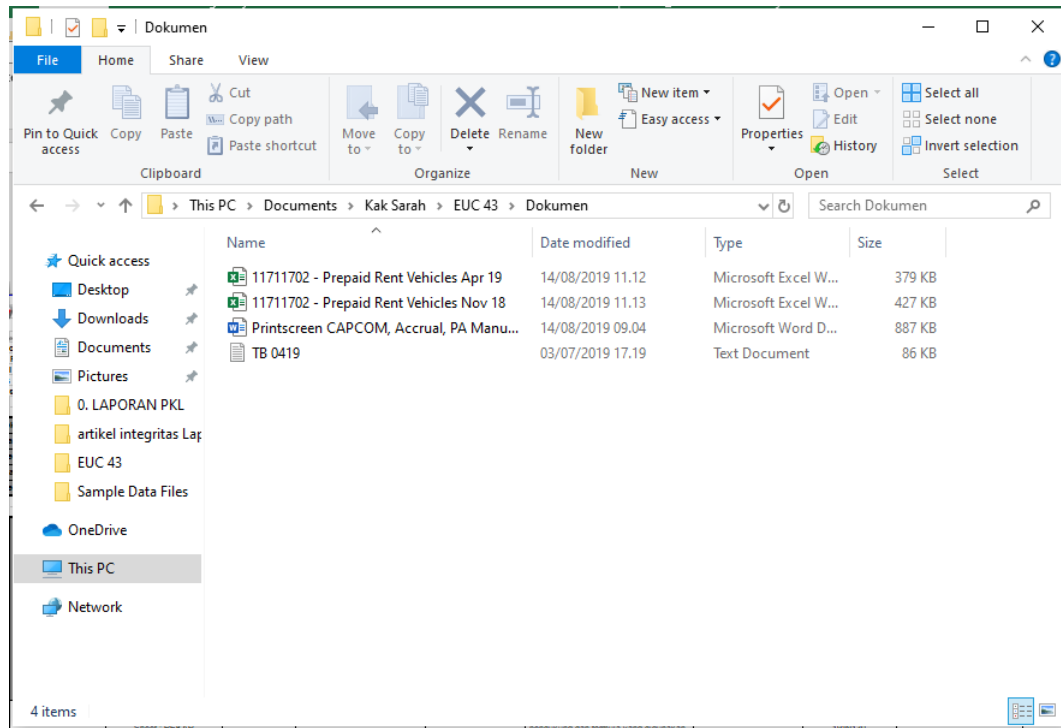 Dokumen
File Home Share View
Pin to Quick access
Copy
Paste
Cut
Copy path
Paste shortcut
Clipboard
Move to
Copy to
Delete
Rename
Organize
New folder
New item
Easy access
New
Properties
Open
Edit
History
Open
Select all
Select none
Invert selection
Select
This PC > Documents > Kak Sarah > EUC 43 > Dokumen
Search Dokumen
Name Date modified Type Size
11711702 - Prepaid Rent Vehicles Apr 19 14/08/2019 11.12 Microsoft Excel W... 379 KB
11711702 - Prepaid Rent Vehicles Nov 18 14/08/2019 11.13 Microsoft Excel W... 427 KB
Printscreen CAPCOM, Accrual, PA Manu... 14/08/2019 09.04 Microsoft Word D... 887 KB
TB 0419 03/07/2019 17.19 Text Document 86 KB
Quick access
Desktop
Downloads
Documents
Pictures
0. LAPORAN PKL
artikel integritas Lap
EUC 43
Sample Data Files
OneDrive
This PC
Network
4 items